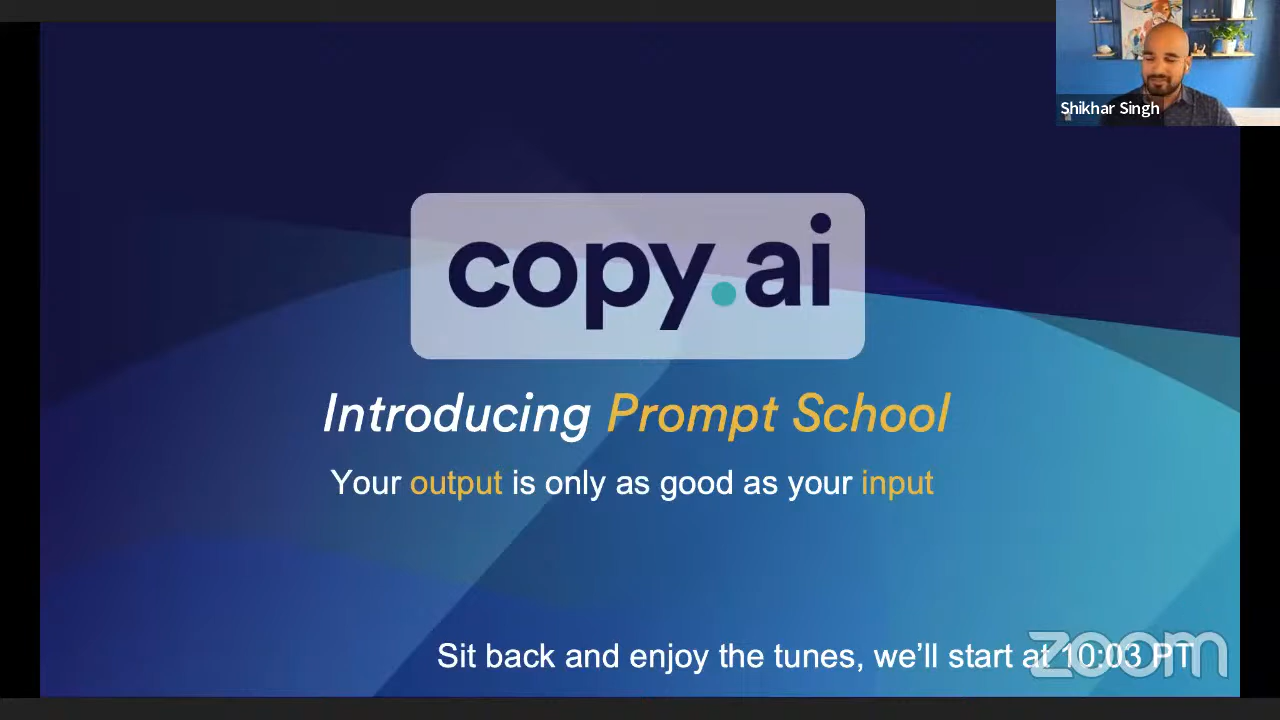 Shikhar Singh
copy.ai
Introducing Prompt School
Your output is only as good as your input
Sit back and enjoy the tunes, we’ll start at 10:03 PT
zoom